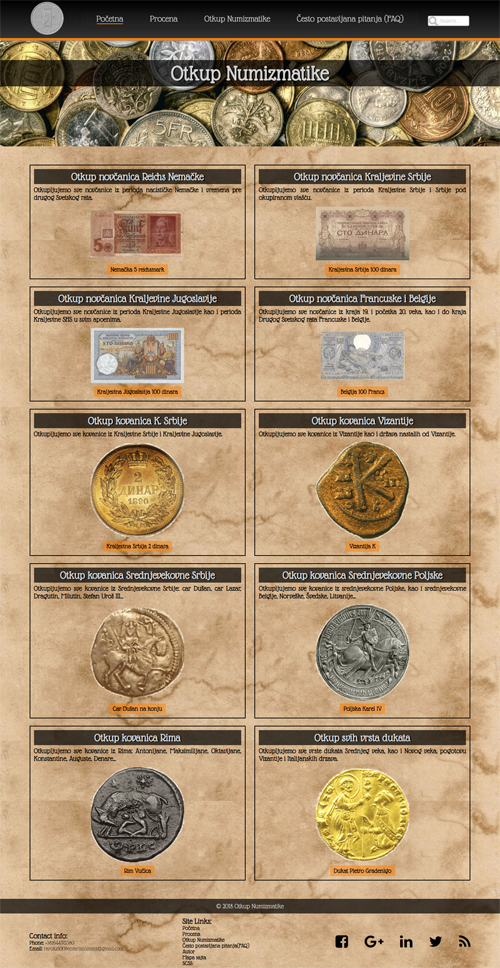 Početna
Procena
Otkup Numizmatike
Često postavljana pitanja (FAQ)
Search
Otkup Numizmatike
Otkup novčanica Reichs Nemačke
Otkupljujemo sve novčanice iz perioda nacističke Nemačke i vremena pre
drugog Svetskog rata.
Nemačka 5 reichsmark
Otkup novčanica Kraljevine Srbije
Otkupljujemo sve novčanice iz perioda Kraljevine Srbije i Srbije pod
okupiranom vlašću.
СТО ДИНАРА
Kraljevina Srbija 100 dinara
Otkup novčanica Kraljevine Jugoslavije
Otkupljujemo sve novčanice iz perioda Kraljevine Jugoslavije kao i perioda
Kraljevine SHS u svim apoenima.
Kraljevina Jugoslavija 100 dinara
Otkup novčanica Francuske i Belgije
Otkupljujemo sve novčanice iz kraja 19. i početka 20. veka, kao i do kraja
Drugog Svetskog rata Francuske i Belgije.
Belgija 100 Franci
Otkup kovanica K. Srbije
Otkupljujemo sve kovanice iz Kraljevine Srbije i Kraljevine Jugoslavije.
2
ДИНАР
Kraljevina Srbija 2 dinara
Otkup kovanica Vizantije
Otkupljujemo sve kovanice iz Vizantije kao i država nastalih od Vizantije.
Vizantija K
Otkup kovanica Srednjevekovne Srbije
Otkupljujemo sve kovanice iz Srednjevekovne Srbije: car Dušan, car Lazar,
Dragutin, Milutin, Stefan Uroš III...
Car Dušan na konju
Otkup kovanica Srednjevekovne Poljske
Otkupljujemo sve kovanice iz srednjevekovne Poljske, kao i srednjevekovne
Belgije, Norveške, Švedske, Litvanije...
Poljska Karel IV
Otkup kovanica Rima
Otkupljujemo sve kovanice iz Rima: Antonijane, Maksimilijane, Oktavijane,
Konstantine, Auguste, Denare...
Rim Vučica
Otkup svih vrsta dukata
Otkupljujemo sve vrste dukata Srednjeg veka, kao i Novog veka, pogotovu
Vizantije i Italijanskih država.
Dukat Pietro Gradenigo
© 2018 Otkup Numizmatike
Contact info:
Phone:
Email:
Site Links:
Početna
Procena
Otkup Numizmatike
Često postavljana pitanja(FAQ)
Autor
Mapa sajta
SCSS